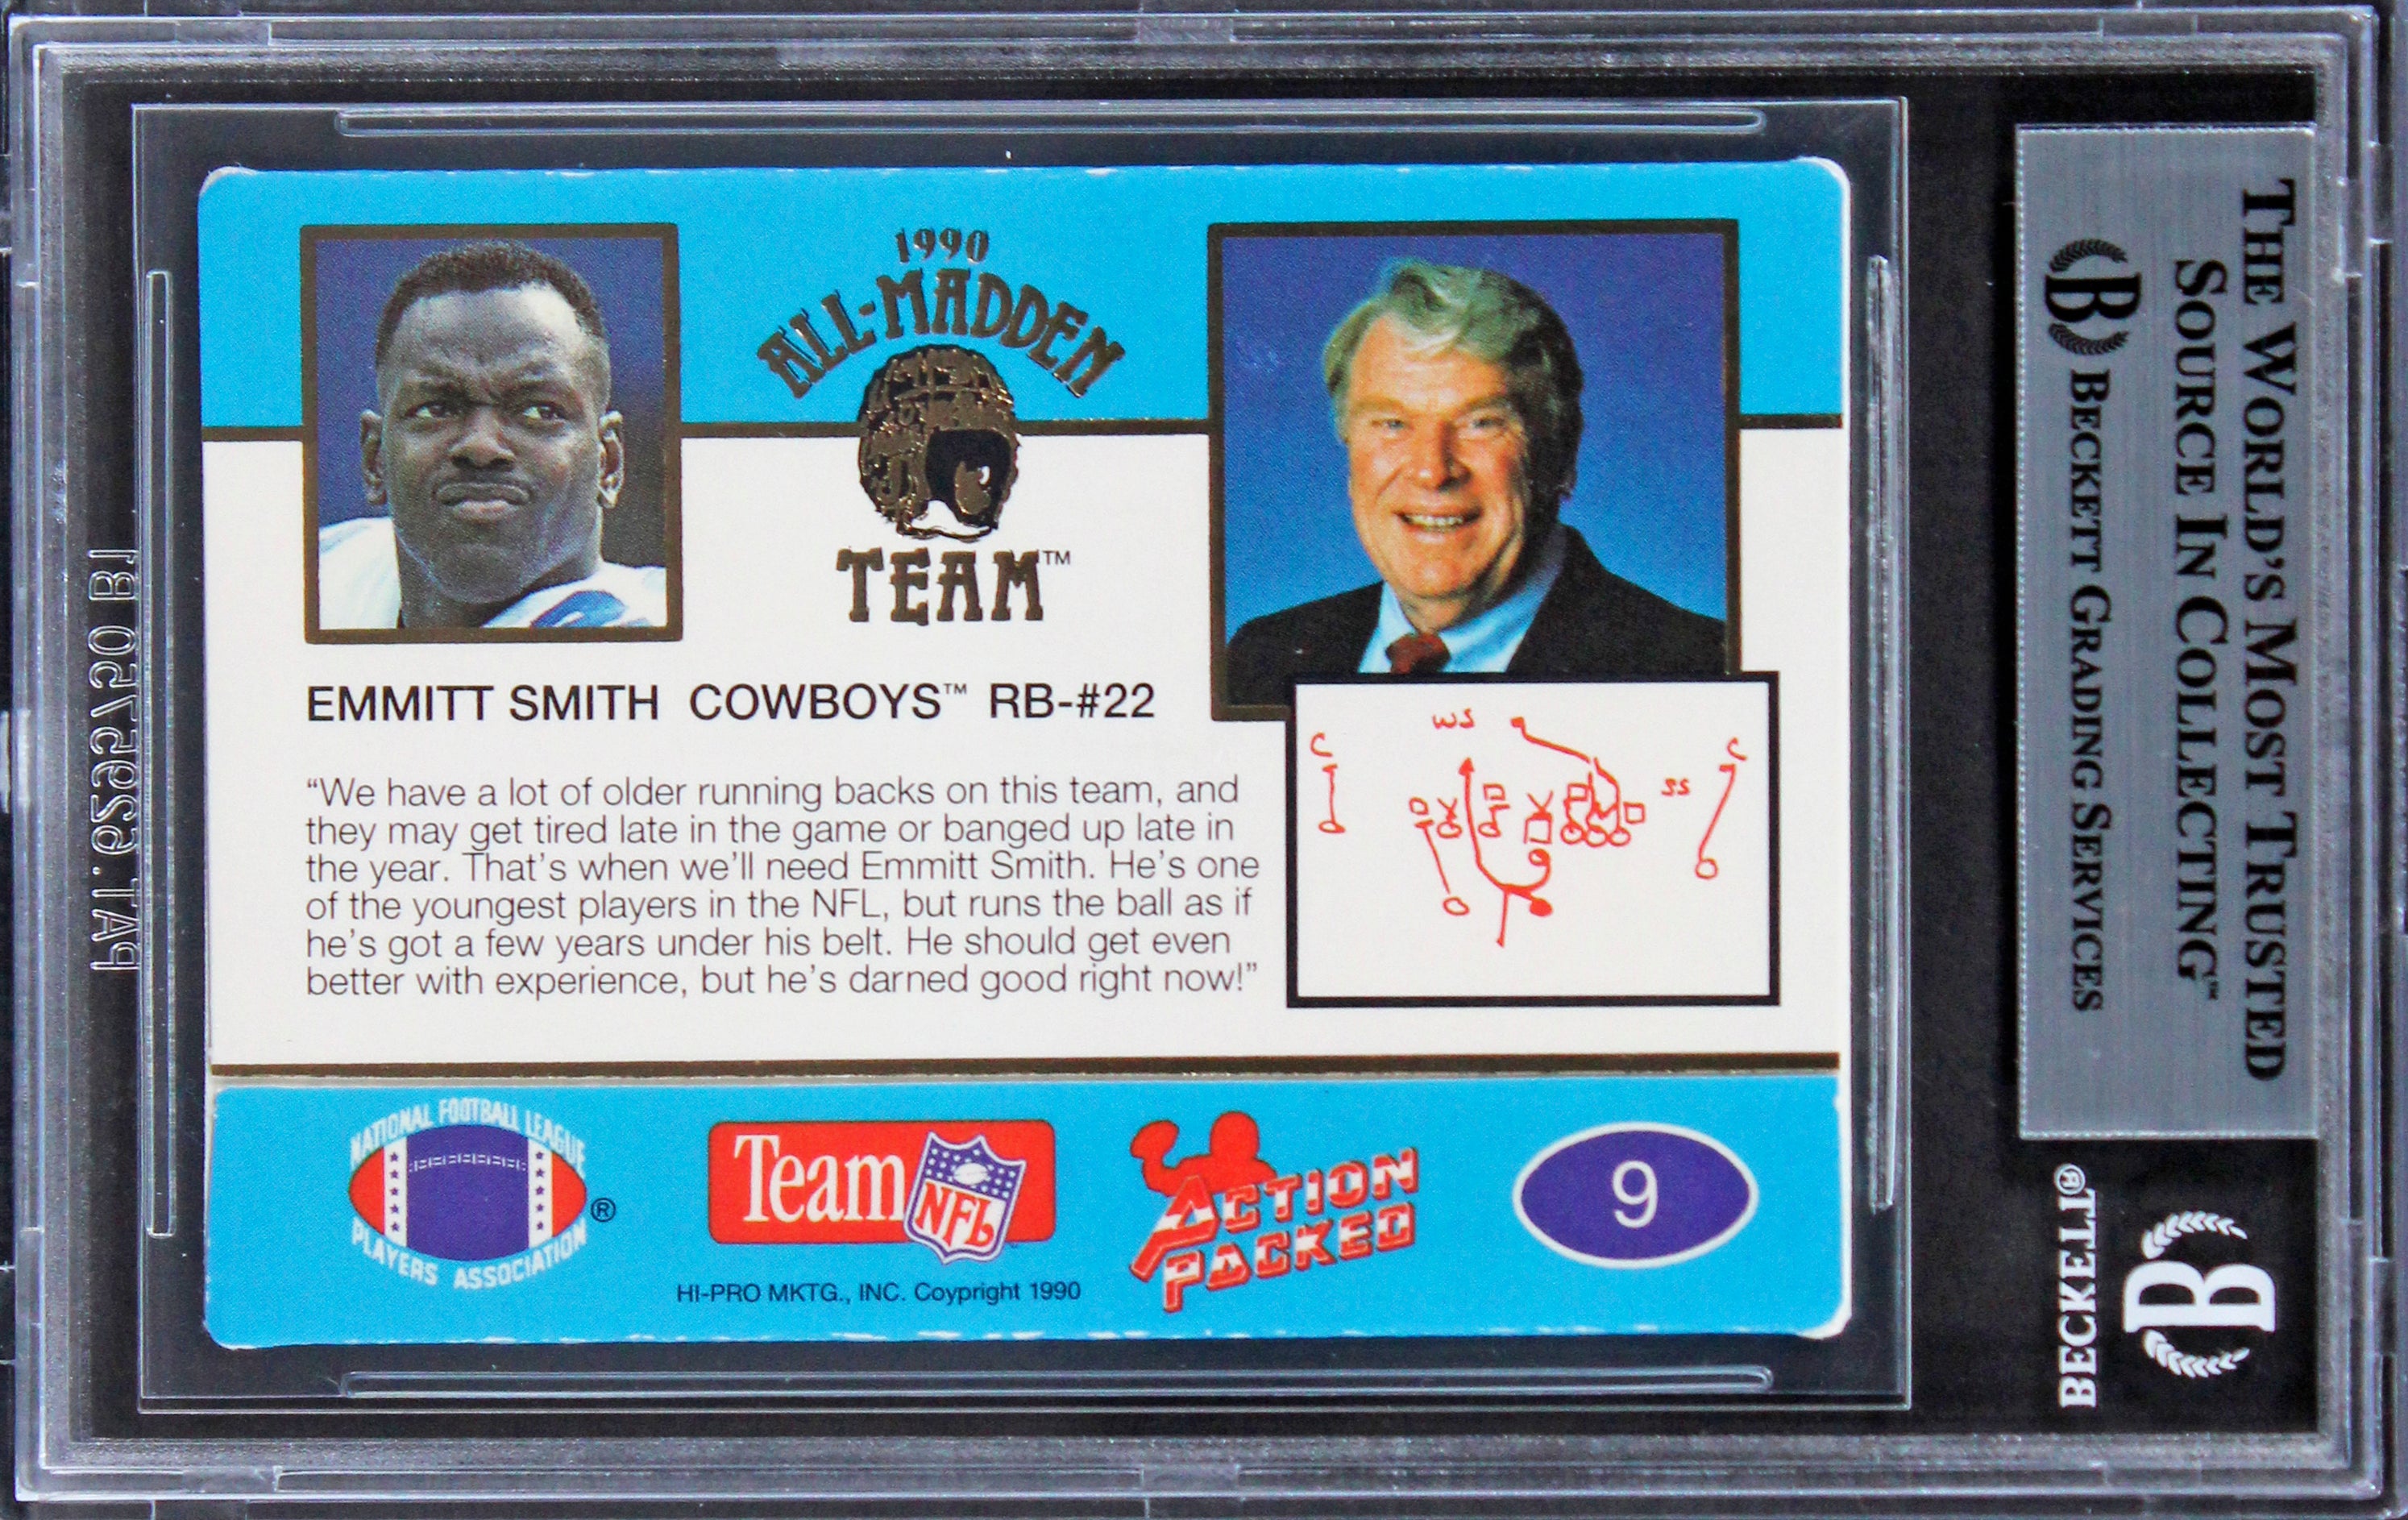 1990
ALL-MADDEN
TEAM™
EMMITT SMITH COWBOYS™ RB-#22
“We have a lot of older running backs on this team, and
they may get tired late in the game or banged up late in
the year. That’s when we’ll need Emmitt Smith. He’s one
of the youngest players in the NFL, but runs the ball as if
he’s got a few years under his belt. He should get even
better with experience, but he’s darned good right now!”
WS
C
C
SS
NATIONAL FOOTBALL LEAGUE
PLAYERS ASSOCIATION
®
Team NFL
HI-PRO MKTG., INC. Coypright 1990
ACTION
PACKED
9
THE WORLD’S MOST TRUSTED
SOURCE IN COLLECTING™
B BECKETT GRADING SERVICES
BECKETT®
B
PAT. 6295750 B1